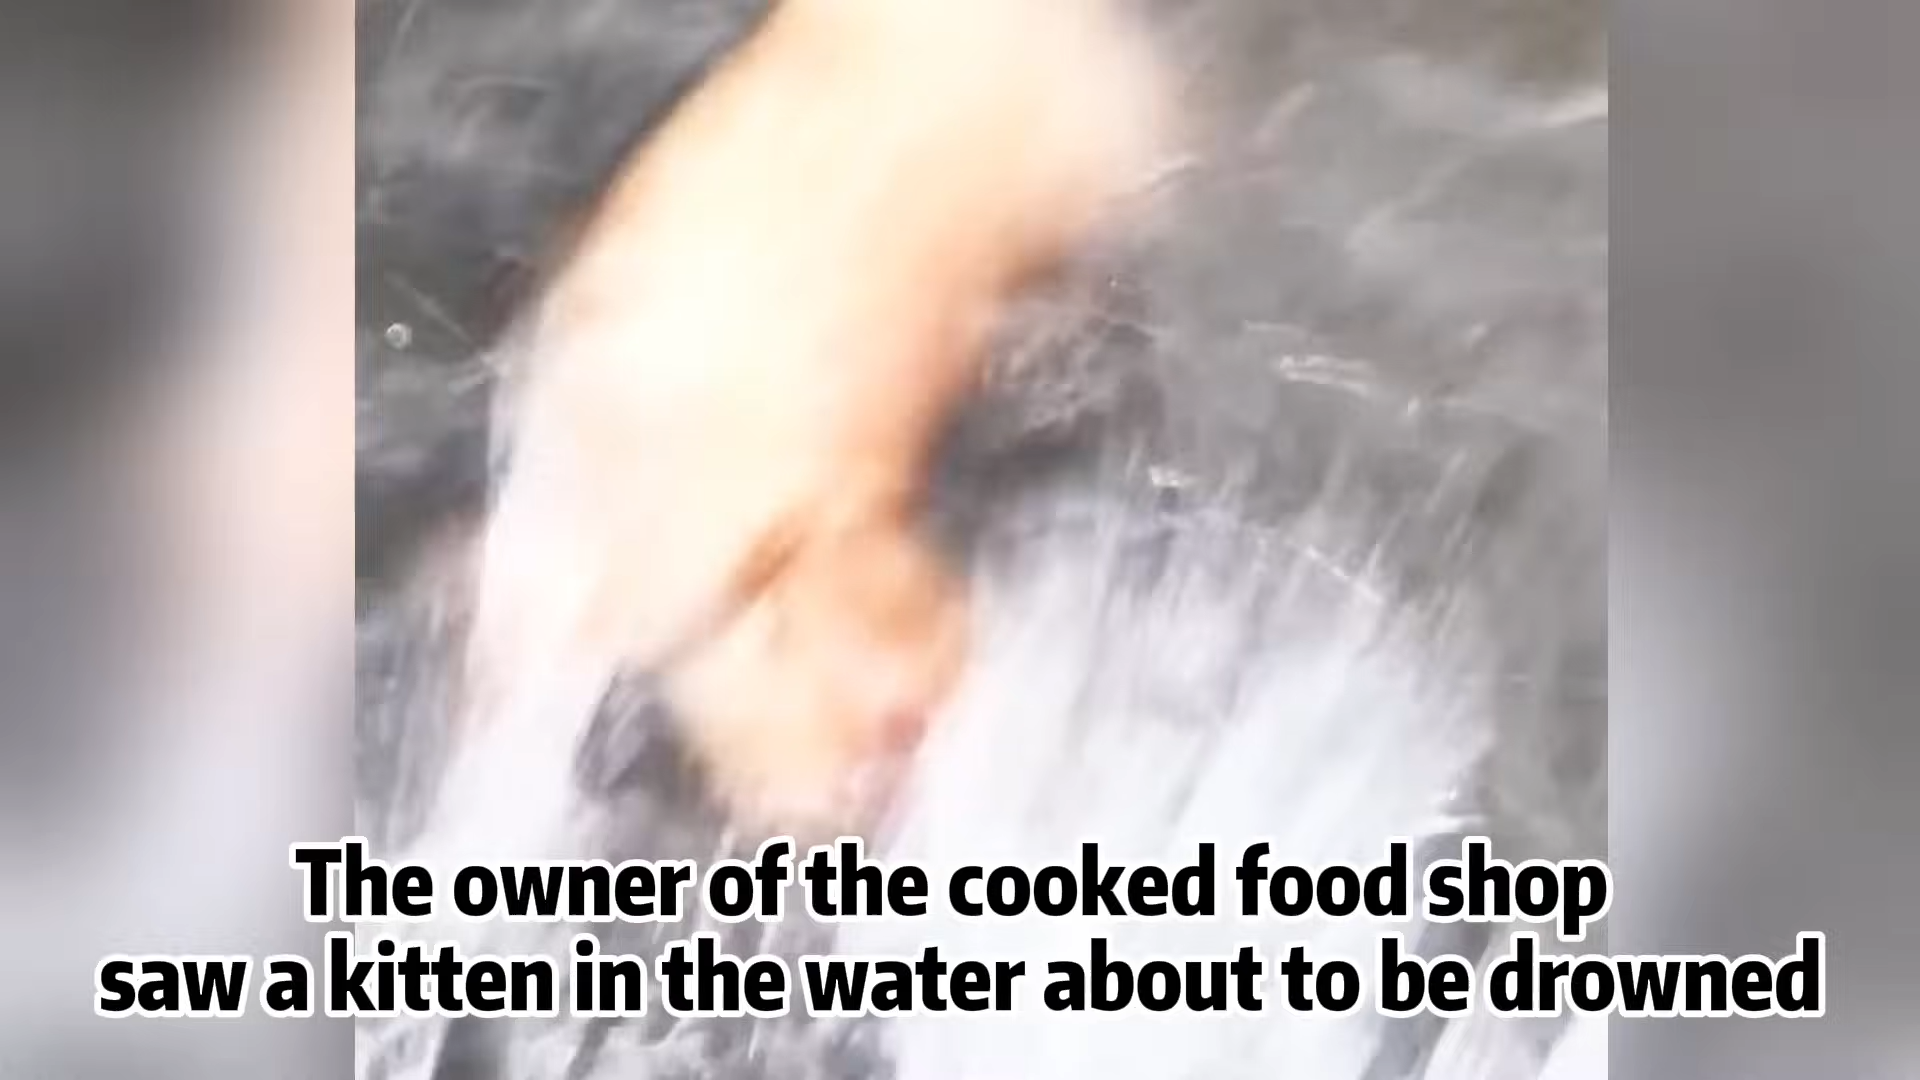 The owner of the cooked food shop
saw a kitten in the water about to be drowned